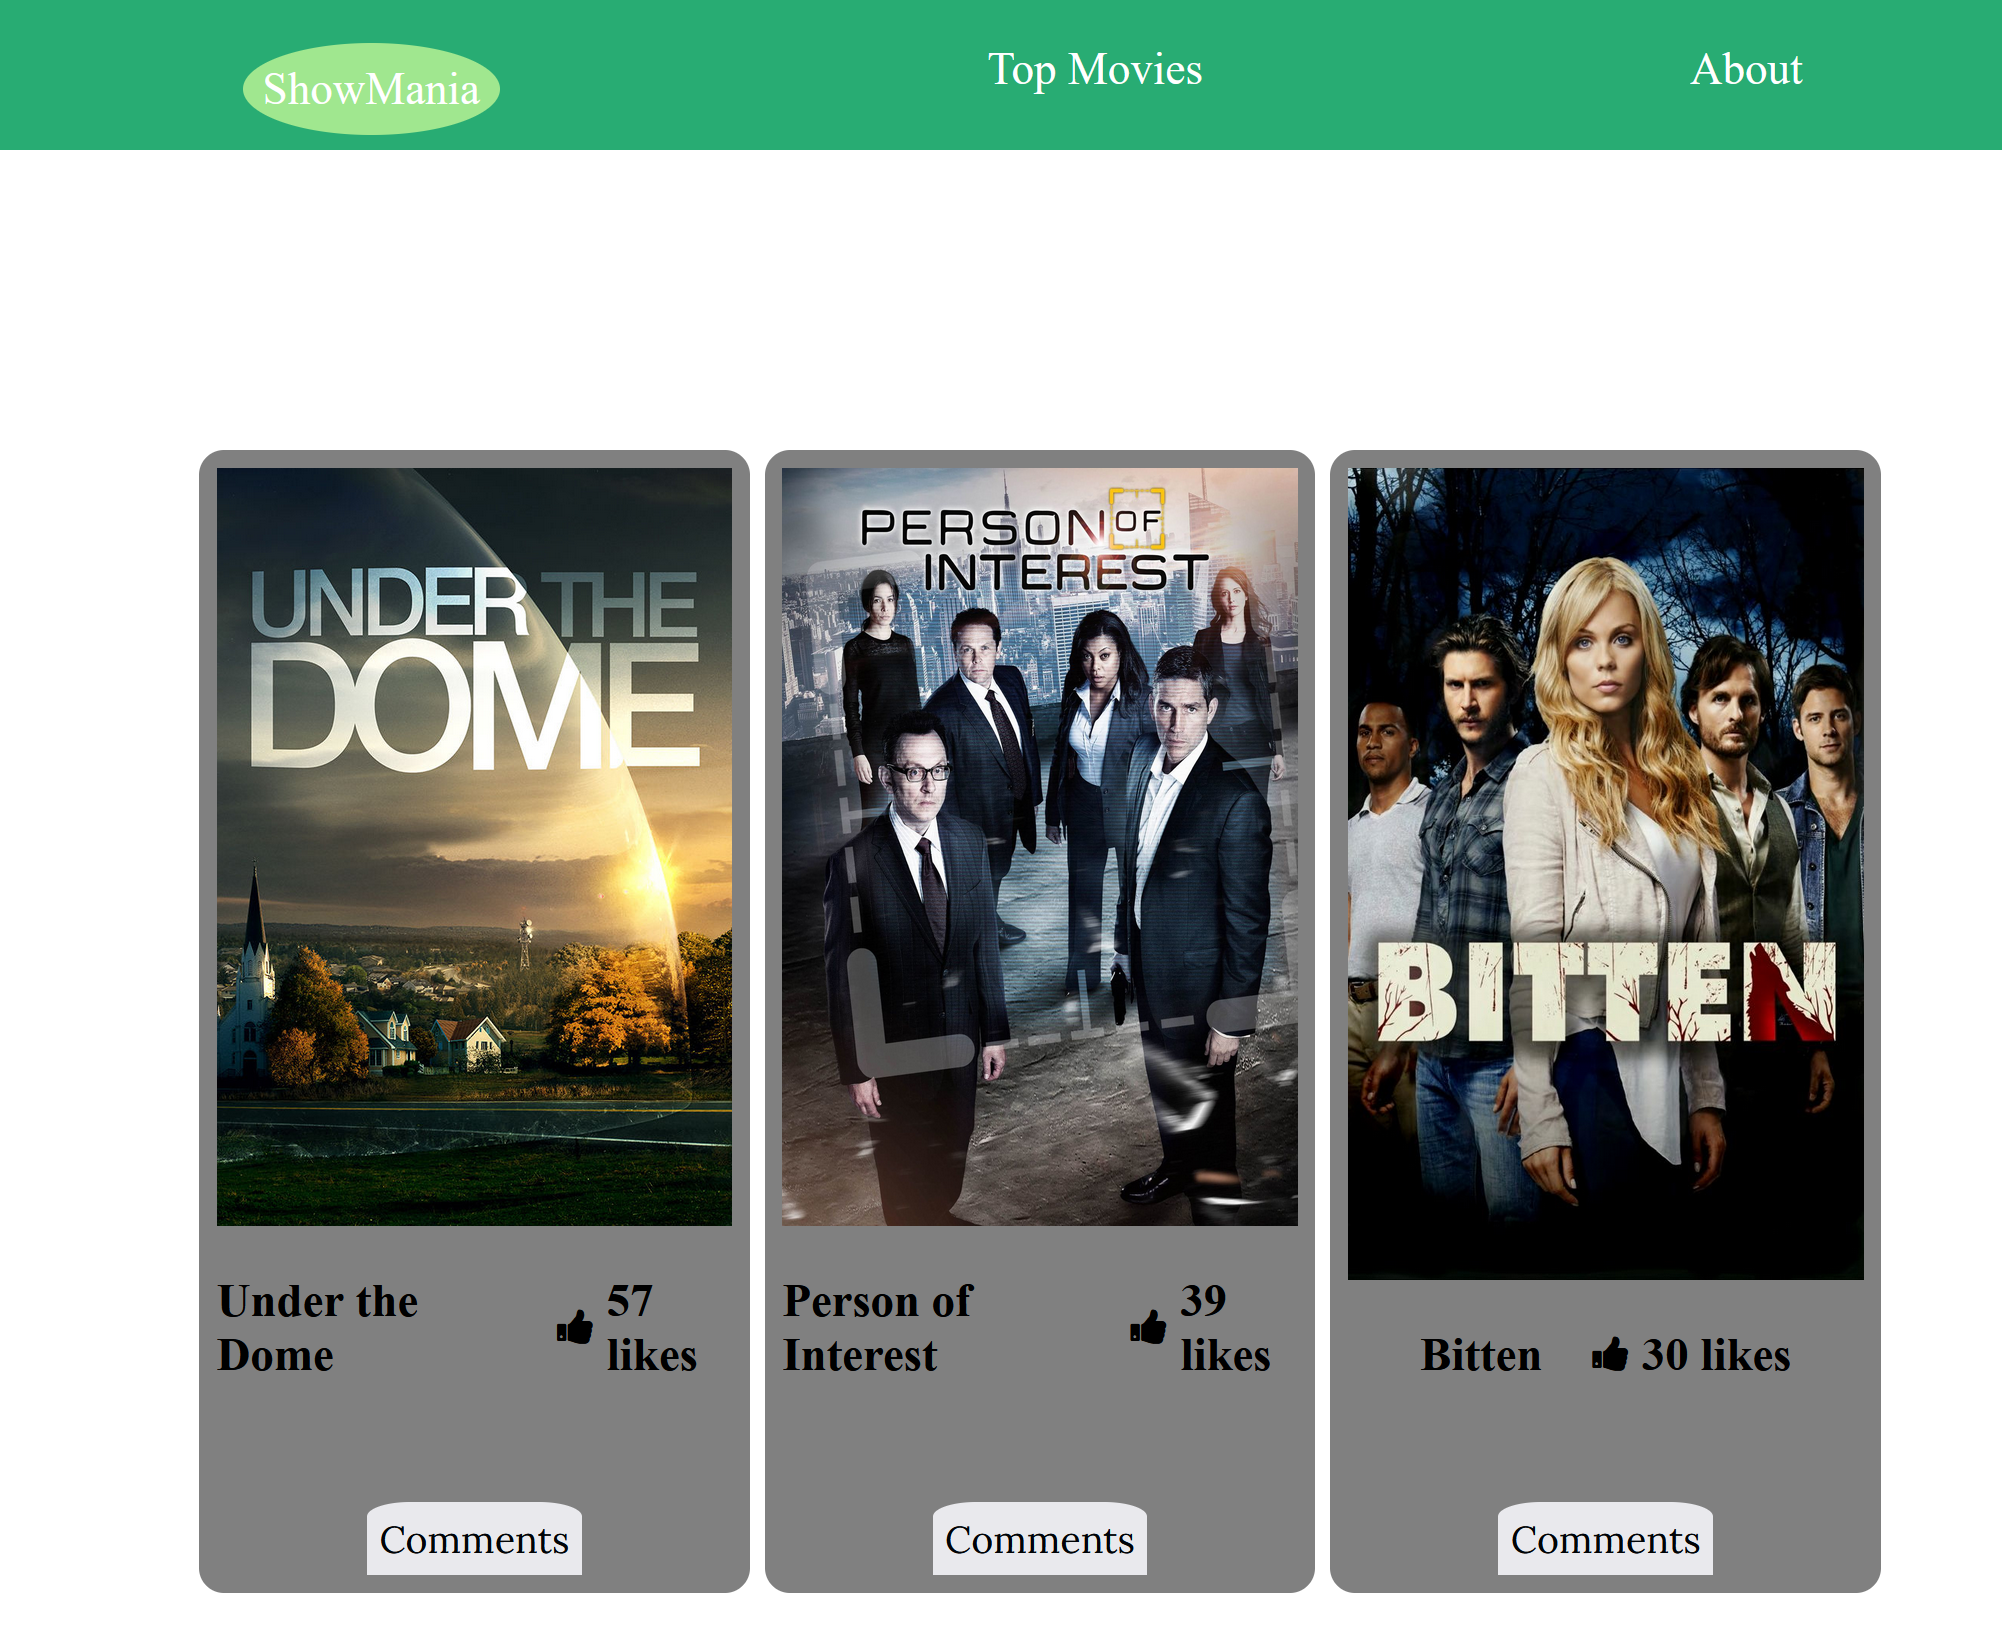 ShowMania
Top Movies
About
UNDER THE
DOME
PERSON OF
INTEREST
BITTEN
Under the
Dome
57
likes
Person of
Interest
39
likes
Bitten
30 likes
Comments
Comments
Comments